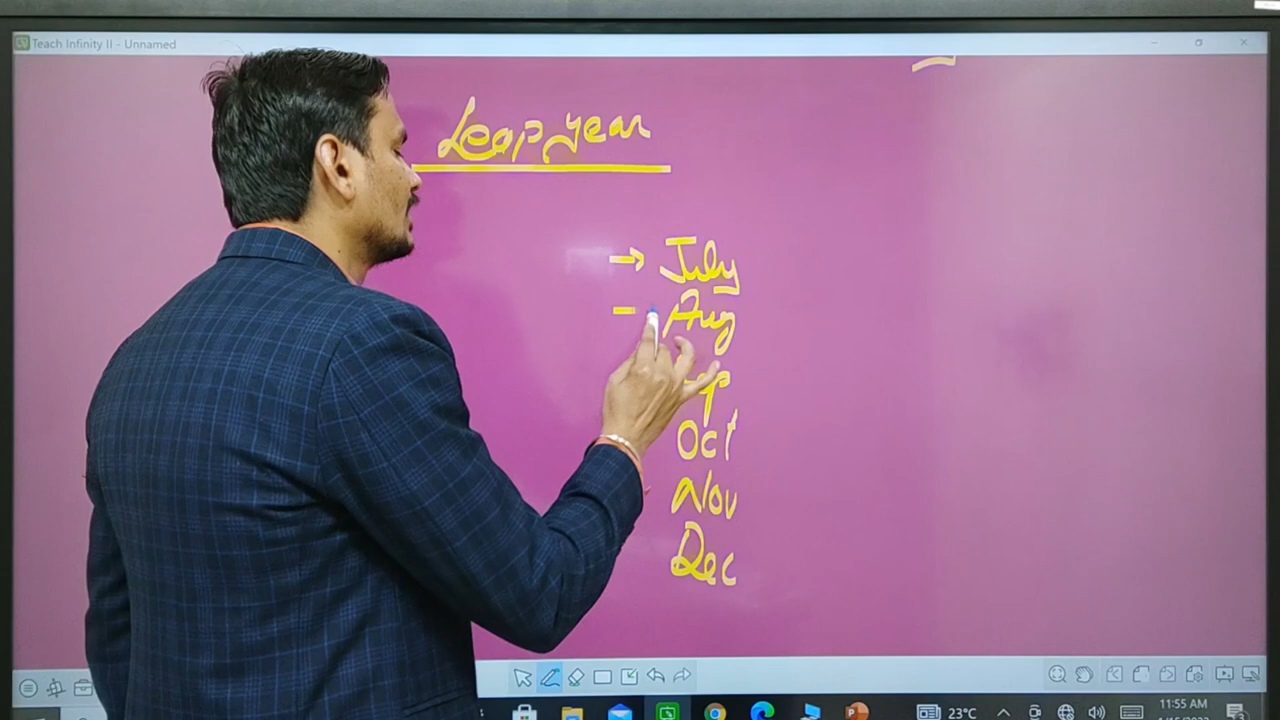 Teach Infinity II - Unnamed
Leap year
→ July
- Aug
Oct
Nov
Dec
23°C
11:55 AM